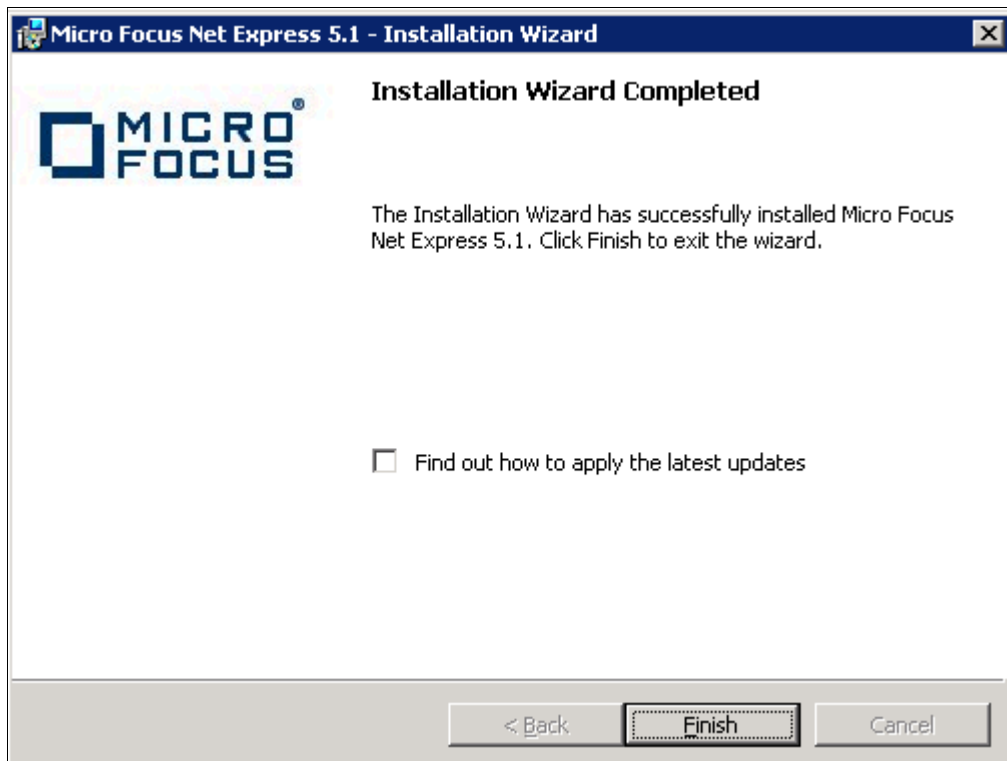 Micro Focus Net Express 5.1 - Installation Wizard
MICRO
FOCUS
®
Installation Wizard Completed
The Installation Wizard has successfully installed Micro Focus
Net Express 5.1. Click Finish to exit the wizard.
Find out how to apply the latest updates
< Back
Finish
Cancel